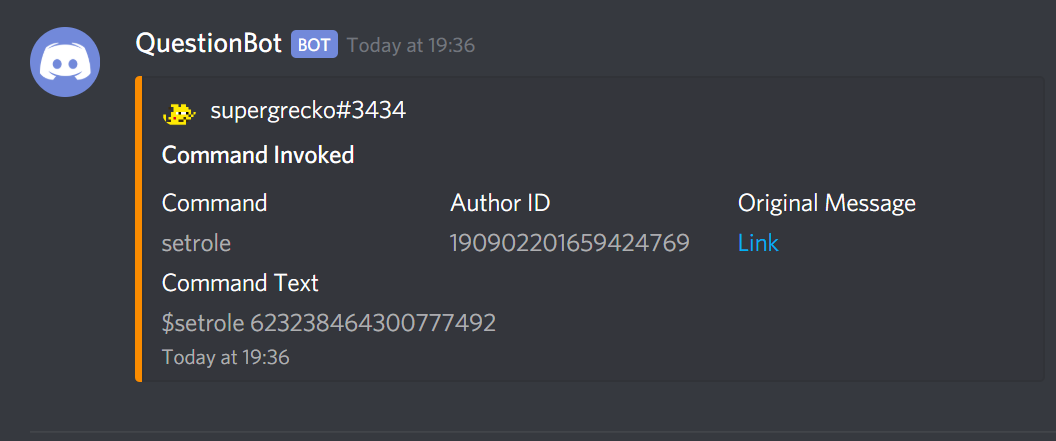 QuestionBot BOT Today at 19:36
supergrecko#3434
Command Invoked
Command Author ID Original Message
setrole 190902201659424769 Link
Command Text
$setrole 623238464300777492
Today at 19:36